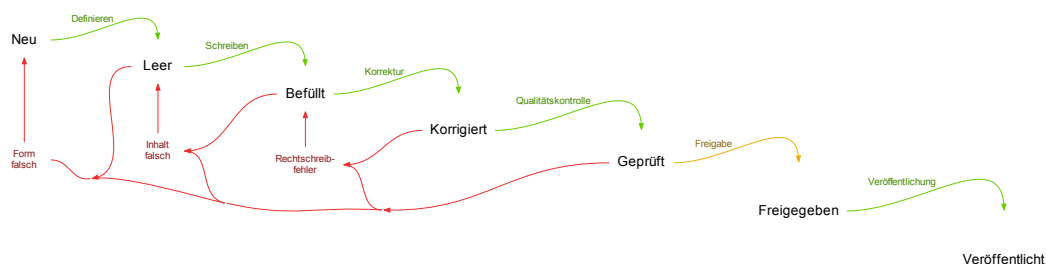 Definieren
Neu
Schreiben
Leer
Korrektur
Befüllt
Qualitätskontrolle
Korrigiert
Form
falsch
Inhalt
falsch
Rechtschreib-
fehler
Freigabe
Geprüft
Veröffentlichung
Freigegeben
Veröffentlicht